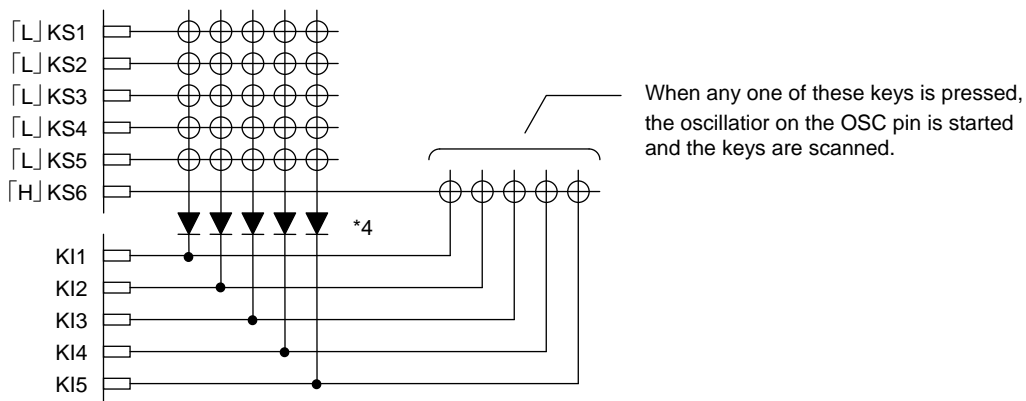 ｢L｣ KS1
｢L｣ KS2
｢L｣ KS3
｢L｣ KS4
｢L｣ KS5
｢H｣ KS6
When any one of these keys is pressed,
the oscillatior on the OSC pin is started
and the keys are scanned.
*4
KI1
KI2
KI3
KI4
KI5